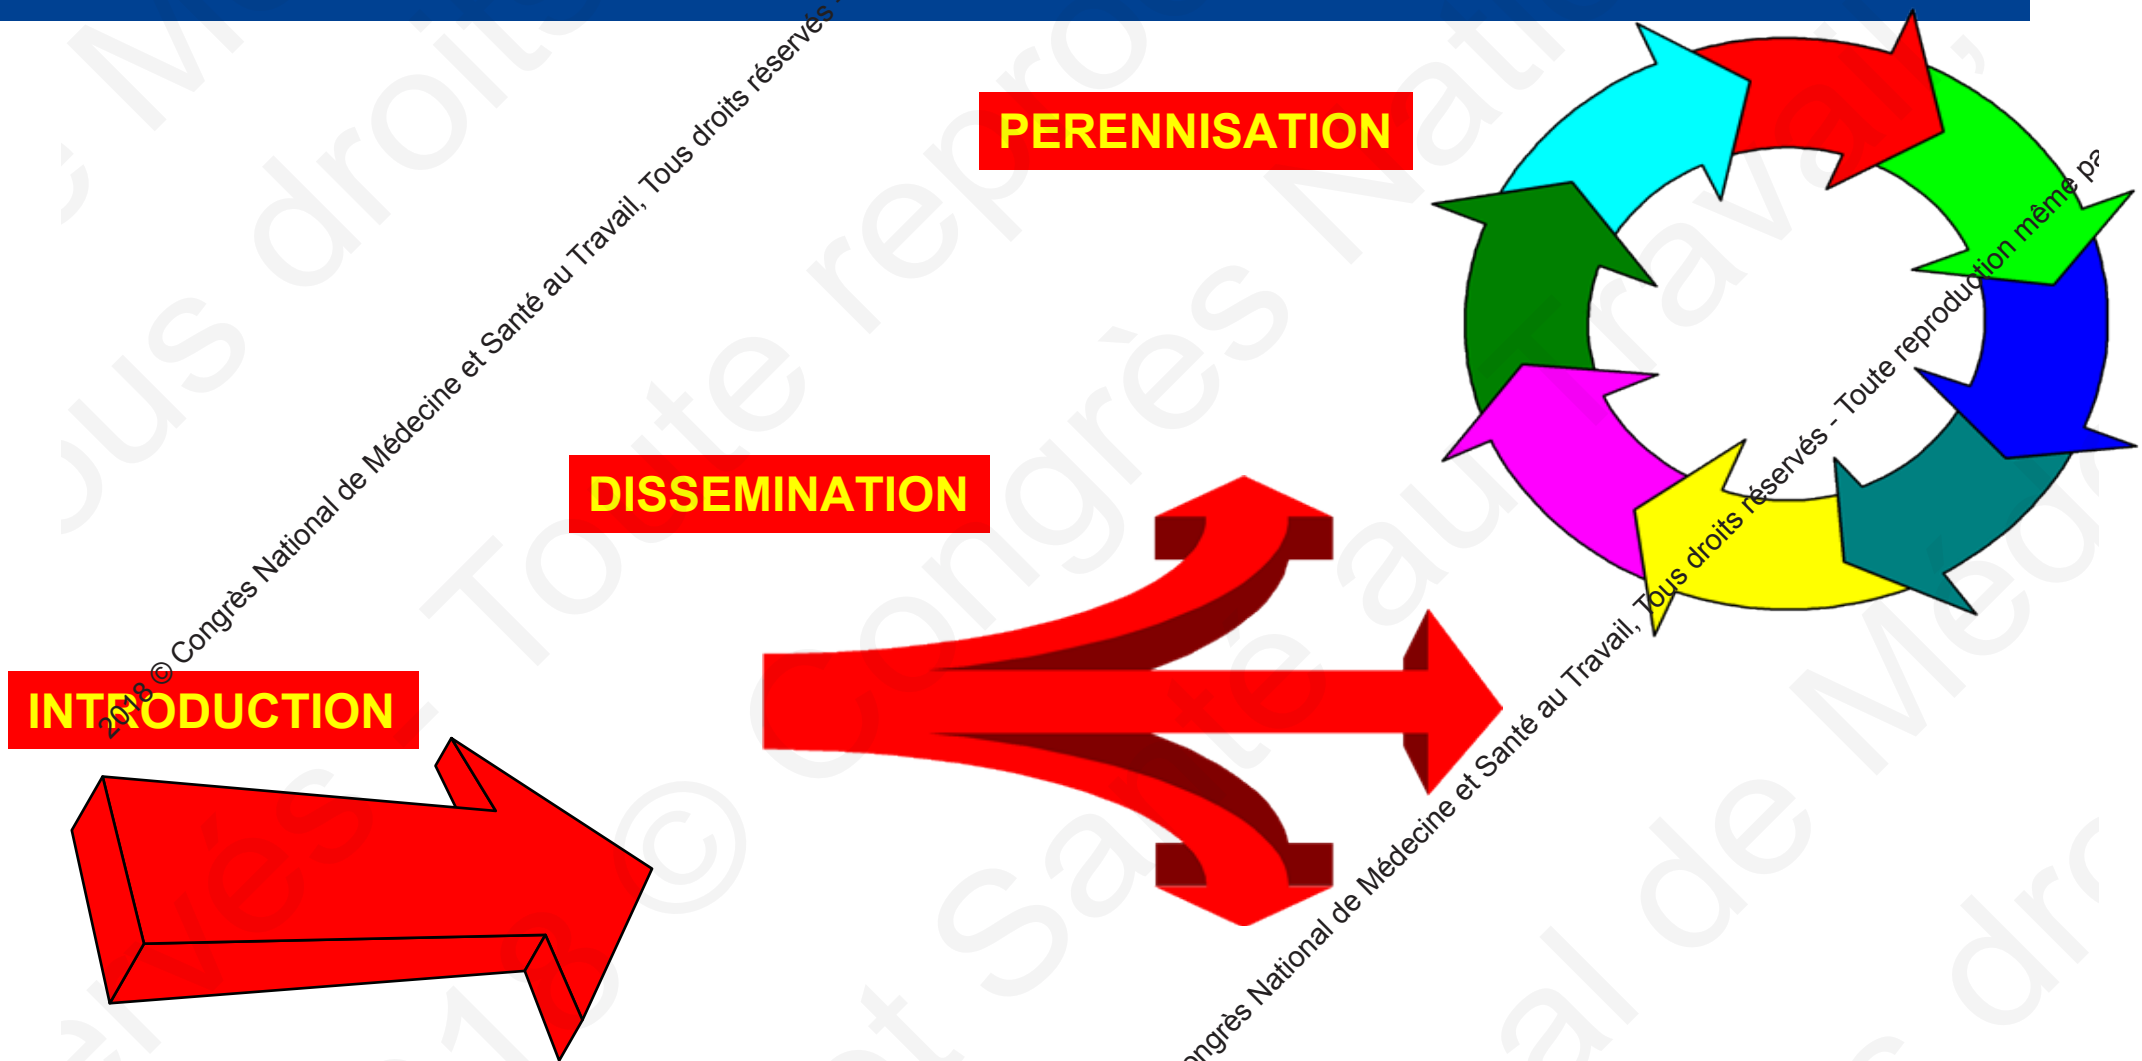 PERENNISATION
DISSEMINATION
INTRODUCTION
2018 © Congrès National de Médecine et Santé au Travail, Tous droits réservés
ongrès National de Médecine et Santé au Travail, Tous droits réservés - Toute reproduction même pa